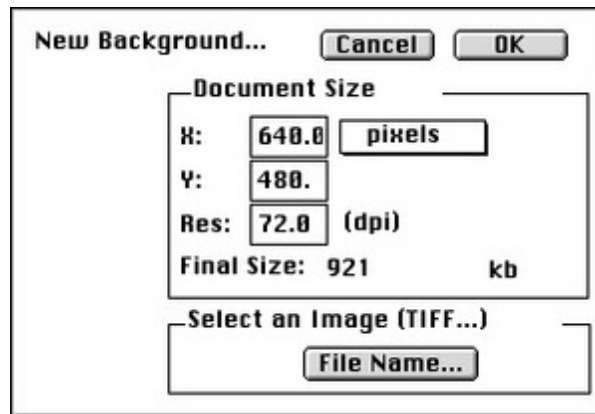 New Background... Cancel OK
Document Size
X: 640.0 pixels
Y: 480.
Res: 72.0 (dpi)
Final Size: 921 kb
Select an Image (TIFF...)
File Name...